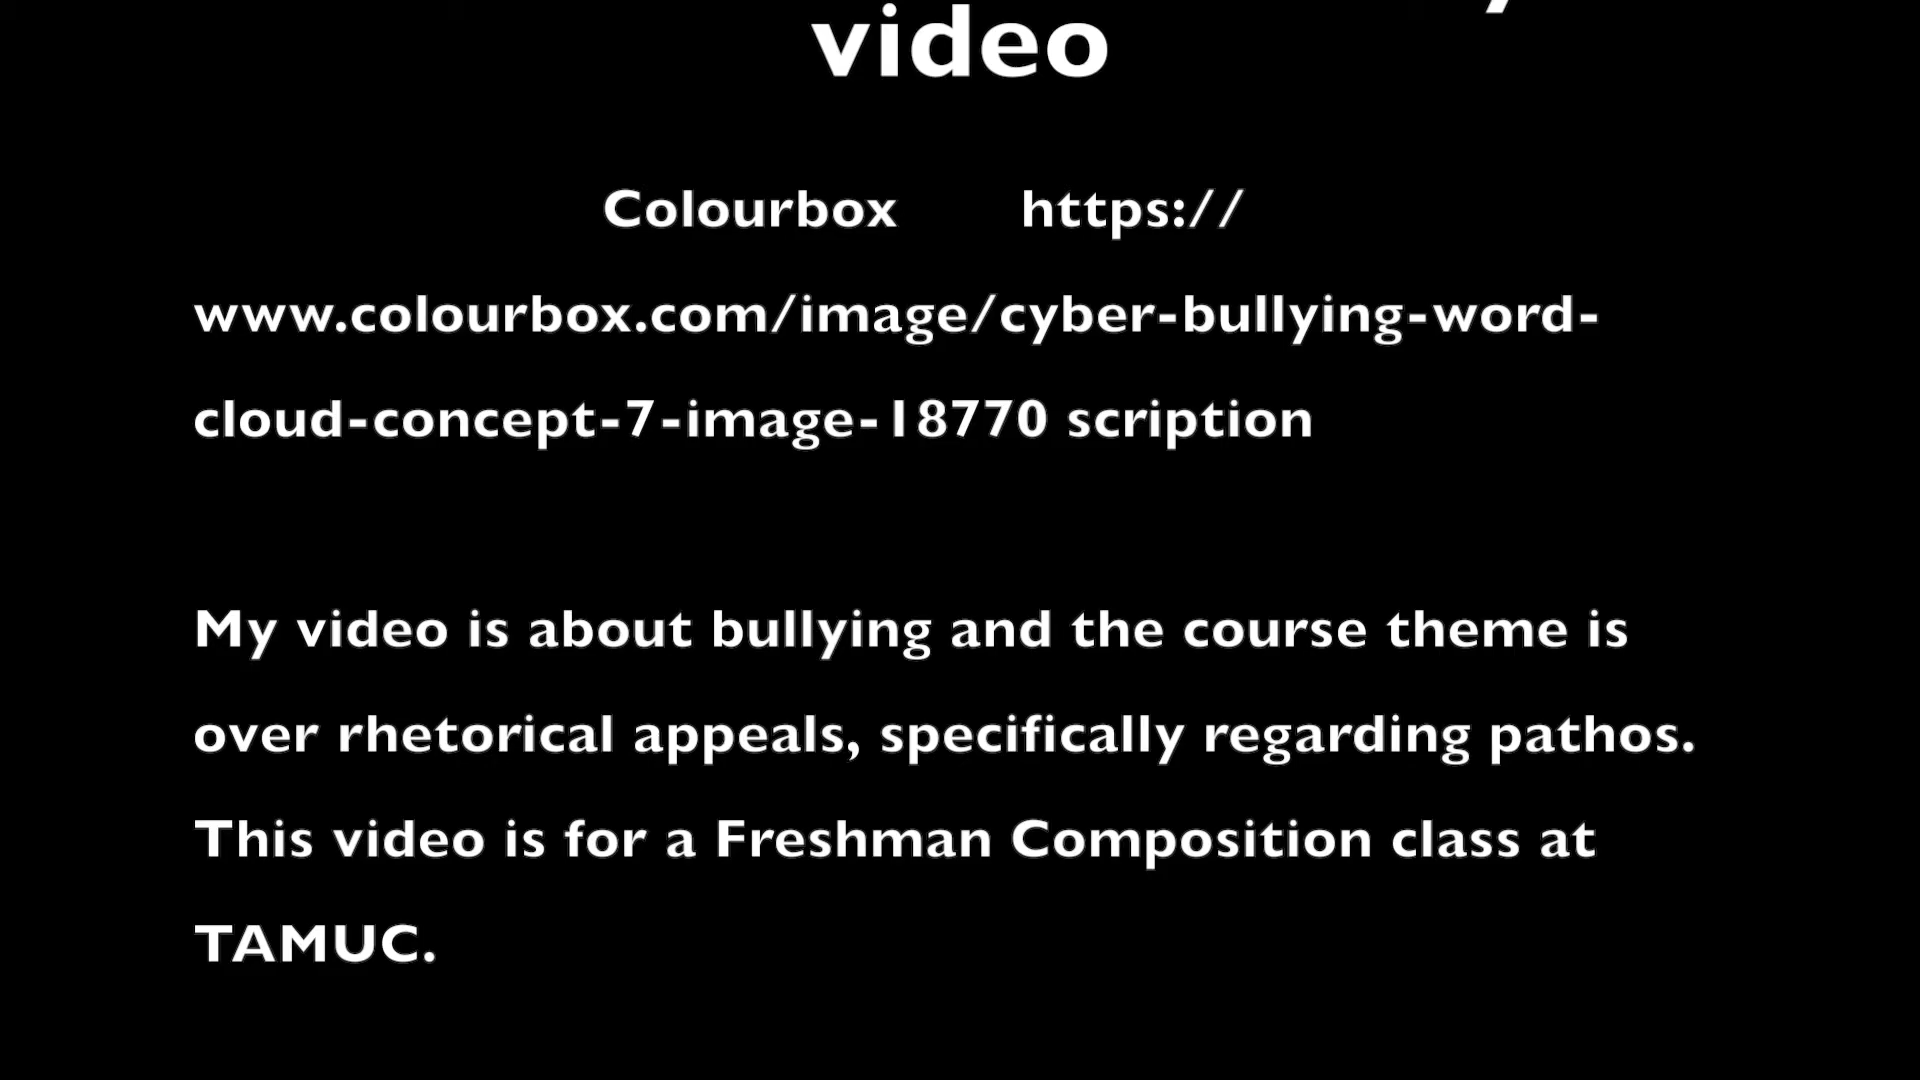 video
Colourbox https://
www.colourbox.com/image/cyber-bullying-word-
cloud-concept-7-image-18770 scription
My video is about bullying and the course theme is
over rhetorical appeals, specifically regarding pathos.
This video is for a Freshman Composition class at
TAMUC.